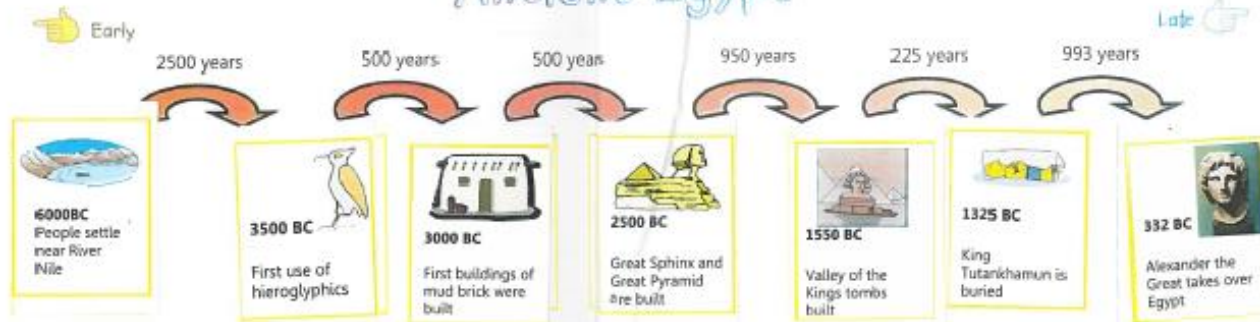 Ancient Egypt
Early
Late
2500 years
500 years
500 years
950 years
225 years
993 years
6000BC
People settle
near River
Nile
3500 BC
First use of
hieroglyphics
3000 BC
First buildings of
mud brick were
built
2500 BC
Great Sphinx and
Great Pyramid
are built
1550 BC
Valley of the
Kings tombs
built
1325 BC
King
Tutankhamun is
buried
332 BC
Alexander the
Great takes over
Egypt